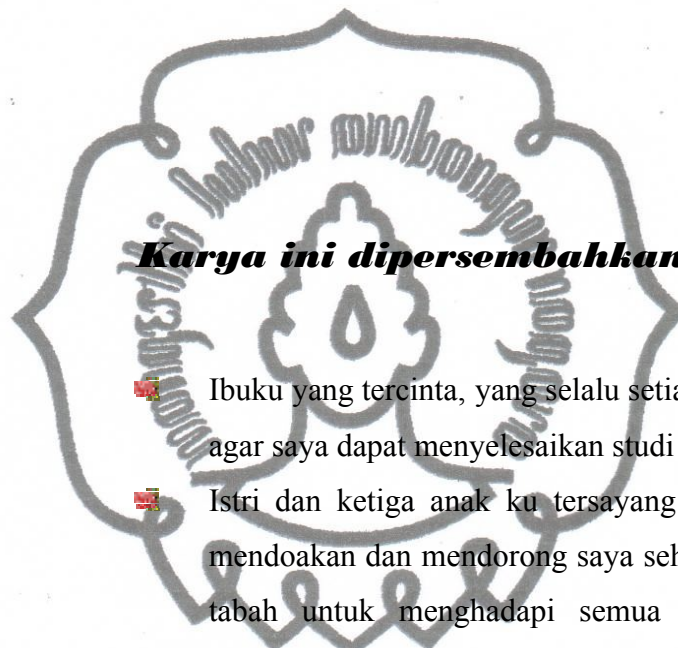 Karya ini dipersembahkan
Ibuku yang tercinta, yang selalu setia
agar saya dapat menyelesaikan studi
Istri dan ketiga anak ku tersayang
mendoakan dan mendorong saya seh
tabah untuk menghadapi semua